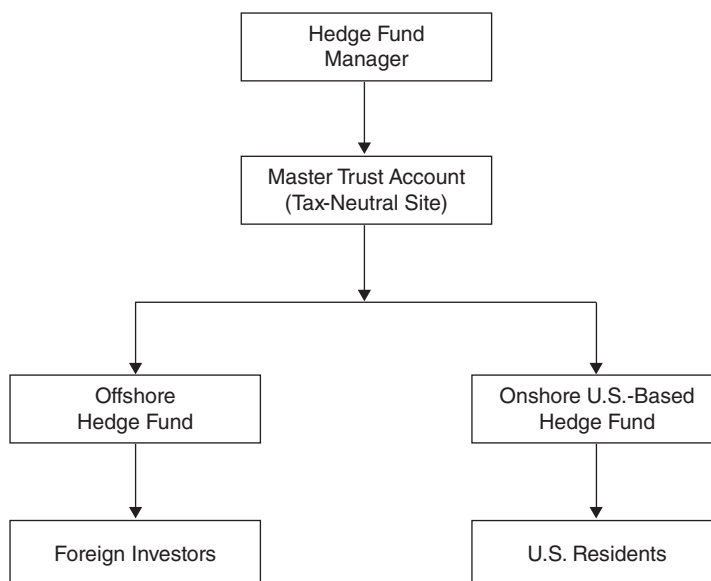 Hedge Fund
Manager
Master Trust Account
(Tax-Neutral Site)
Offshore
Hedge Fund
Onshore U.S.-Based
Hedge Fund
Foreign Investors
U.S. Residents